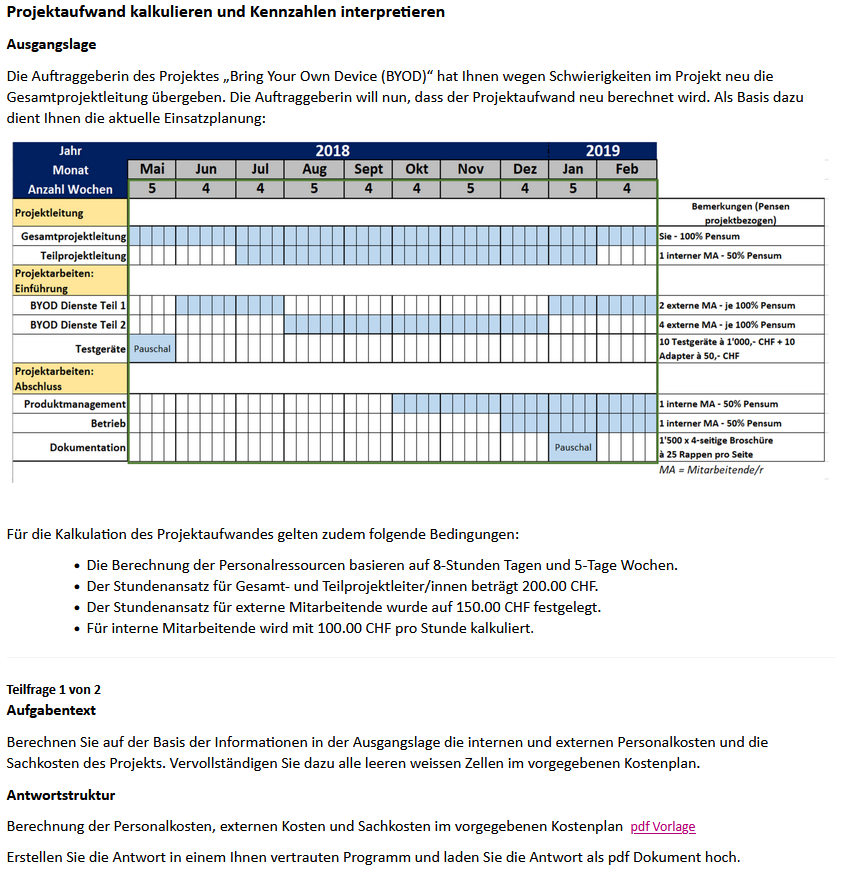 Projektaufwand kalkulieren und Kennzahlen interpretieren
Ausgangslage
Die Auftraggeberin des Projektes „Bring Your Own Device (BYOD)“ hat Ihnen wegen Schwierigkeiten im Projekt neu die
Gesamtprojektleitung übergeben. Die Auftraggeberin will nun, dass der Projektaufwand neu berechnet wird. Als Basis dazu
dient Ihnen die aktuelle Einsatzplanung:
Jahr 2018 2019
Monat Mai Jun Jul Aug Sept Okt Nov Dez Jan Feb
Anzahl Wochen 5 4 4 5 4 4 5 4 5 4
Projektleitung Bemerkungen (Pensen
projektbezogen)
Gesamtprojektleitung Sie - 100% Pensum
Teilprojektleitung 1 interner MA - 50% Pensum
Projektarbeiten:
Einführung
BYOD Dienste Teil 1 2 externe MA - je 100% Pensum
BYOD Dienste Teil 2 4 externe MA - je 100% Pensum
Testgeräte Pauschal 10 Testgeräte à 1'000,- CHF + 10
Adapter à 50,- CHF
Projektarbeiten:
Abschluss
Produktmanagement 1 interne MA - 50% Pensum
Betrieb 1 interne MA - 50% Pensum
Dokumentation Pauschal 1'500 x 4-seitige Broschüre
à 25 Rappen pro Seite
MA = Mitarbeitende/r
Für die Kalkulation des Projektaufwandes gelten zudem folgende Bedingungen:
• Die Berechnung der Personalressourcen basieren auf 8-Stunden Tagen und 5-Tage Wochen.
• Der Stundenansatz für Gesamt- und Teilprojektleiter/innen beträgt 200.00 CHF.
• Der Stundenansatz für externe Mitarbeitende wurde auf 150.00 CHF festgelegt.
• Für interne Mitarbeitende wird mit 100.00 CHF pro Stunde kalkuliert.
Teilfrage 1 von 2
Aufgabentext
Berechnen Sie auf der Basis der Informationen in der Ausgangslage die internen und externen Personalkosten und die
Sachkosten des Projekts. Vervollständigen Sie dazu alle leeren weissen Zellen im vorgegebenen Kostenplan.
Antwortstruktur
Berechnung der Personalkosten, externen Kosten und Sachkosten im vorgegebenen Kostenplan pdf Vorlage
Erstellen Sie die Antwort in einem Ihnen vertrauten Programm und laden Sie die Antwort als pdf Dokument hoch.